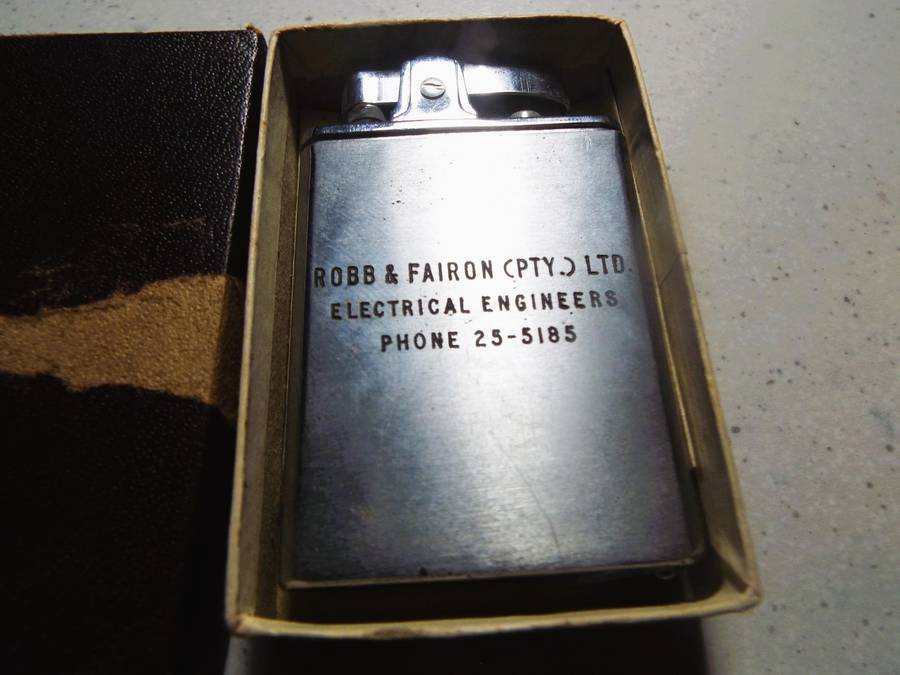 ROBB & FAIRON (PTY.) LTD.
ELECTRICAL ENGINEERS
PHONE 25-5185